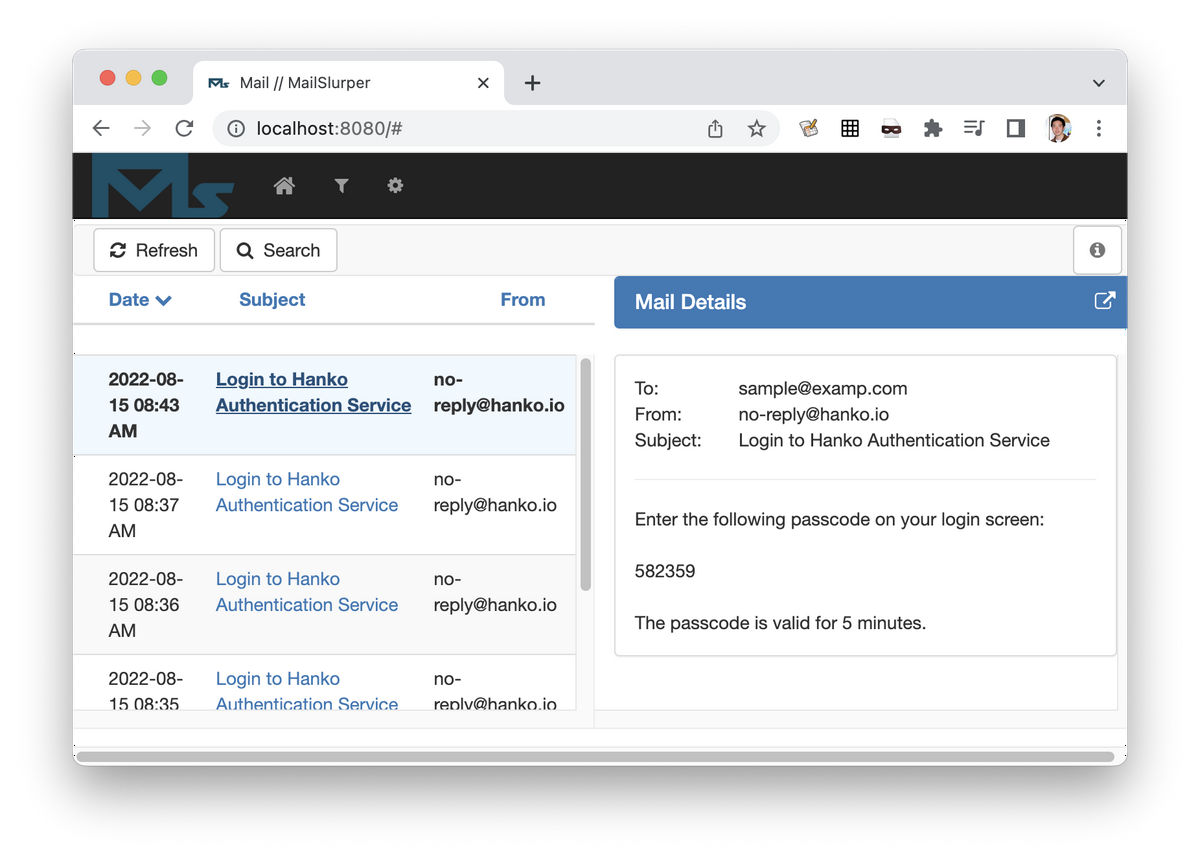 Mail // MailSlurper
localhost:8080/#
Ms
Refresh
Search
Date Subject From
Mail Details
2022-08-
15 08:43
AM
Login to Hanko
Authentication Service
no-
reply@hanko.io
2022-08-
15 08:37
AM
Login to Hanko
Authentication Service
no-
reply@hanko.io
2022-08-
15 08:36
AM
Login to Hanko
Authentication Service
no-
reply@hanko.io
2022-08-
15 08:35
Login to Hanko
Authentication Service
no-
reply@hanko.io
To: sample@examp.com
From: no-reply@hanko.io
Subject: Login to Hanko Authentication Service
Enter the following passcode on your login screen:
582359
The passcode is valid for 5 minutes.